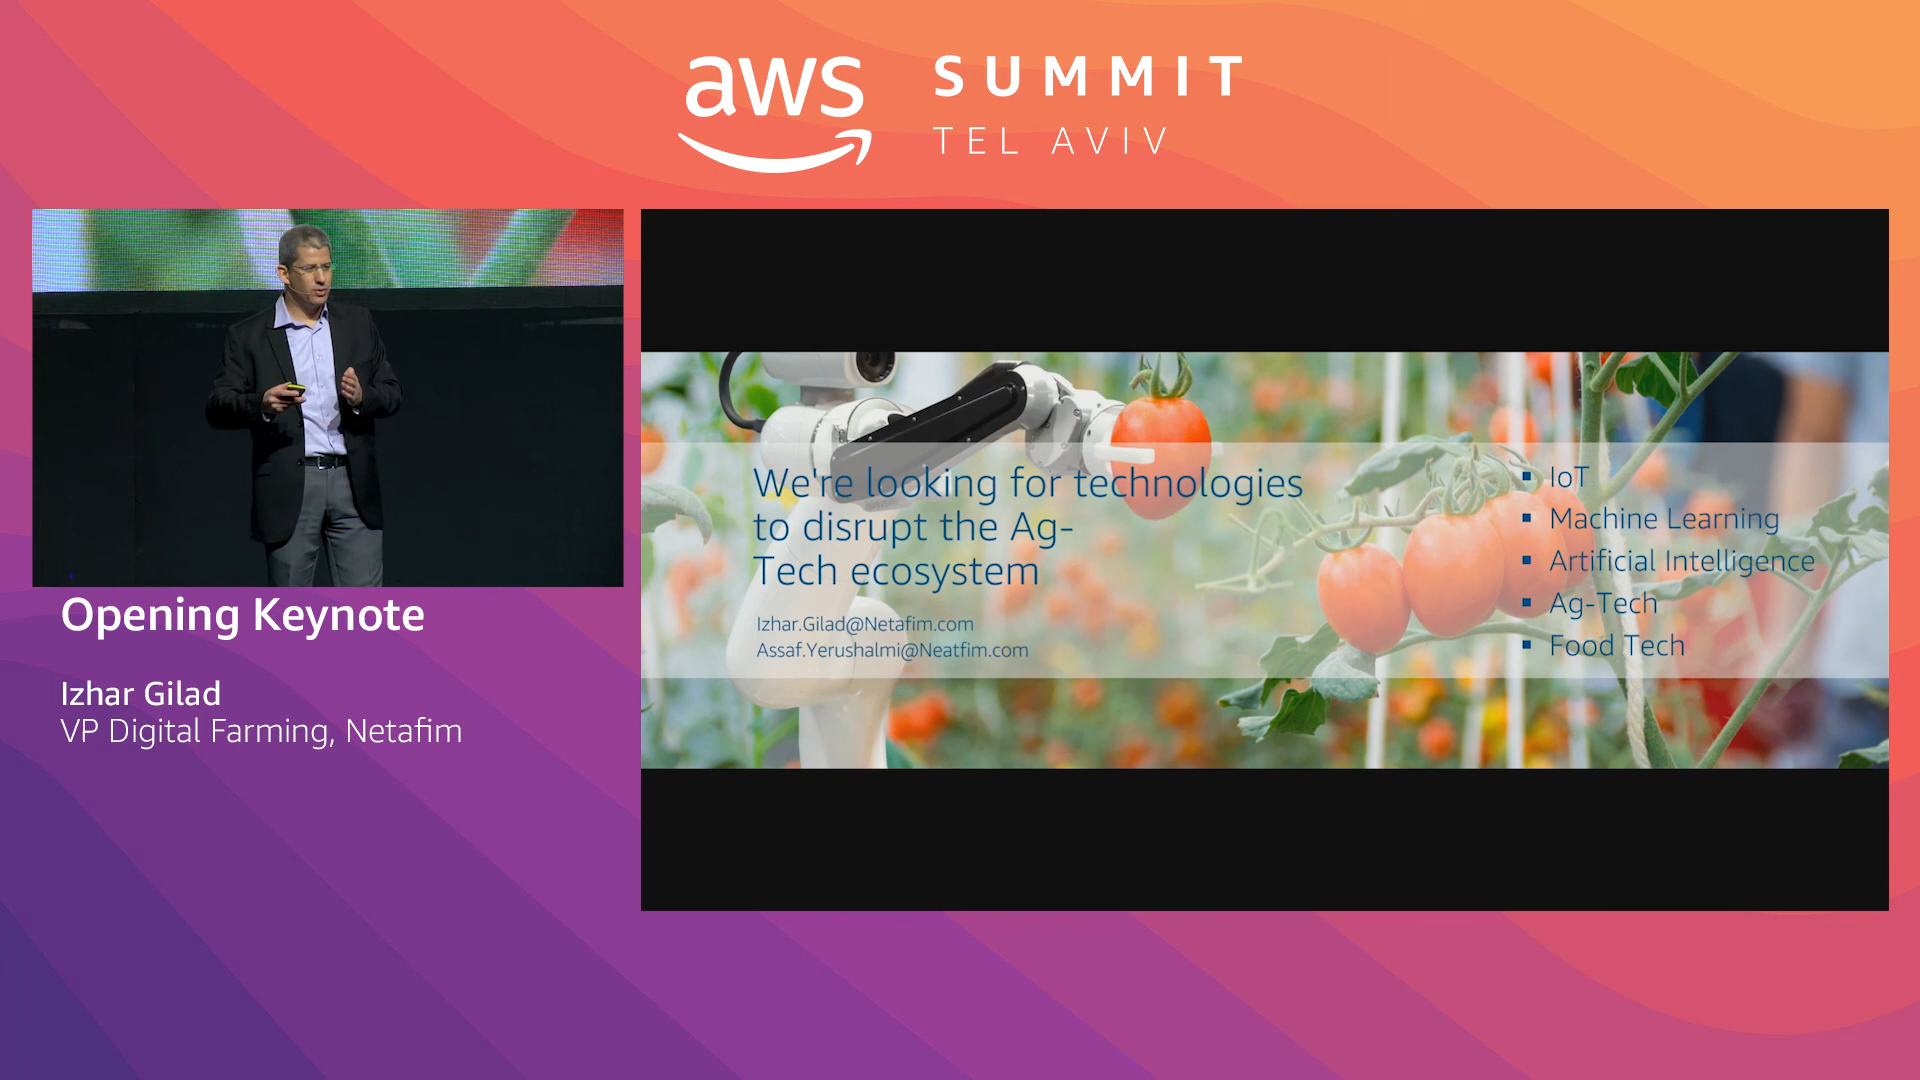 aws
SUMMIT
TEL AVIV
Opening Keynote
Izhar Gilad
VP Digital Farming, Netafim
We're looking for technologies
to disrupt the Ag-
Tech ecosystem
Izhar.Gilad@Netafim.com
Assaf.Yerushalmi@Neatfim.com
▪ IoT
▪ Machine Learning
▪ Artificial Intelligence
▪ Ag-Tech
▪ Food Tech